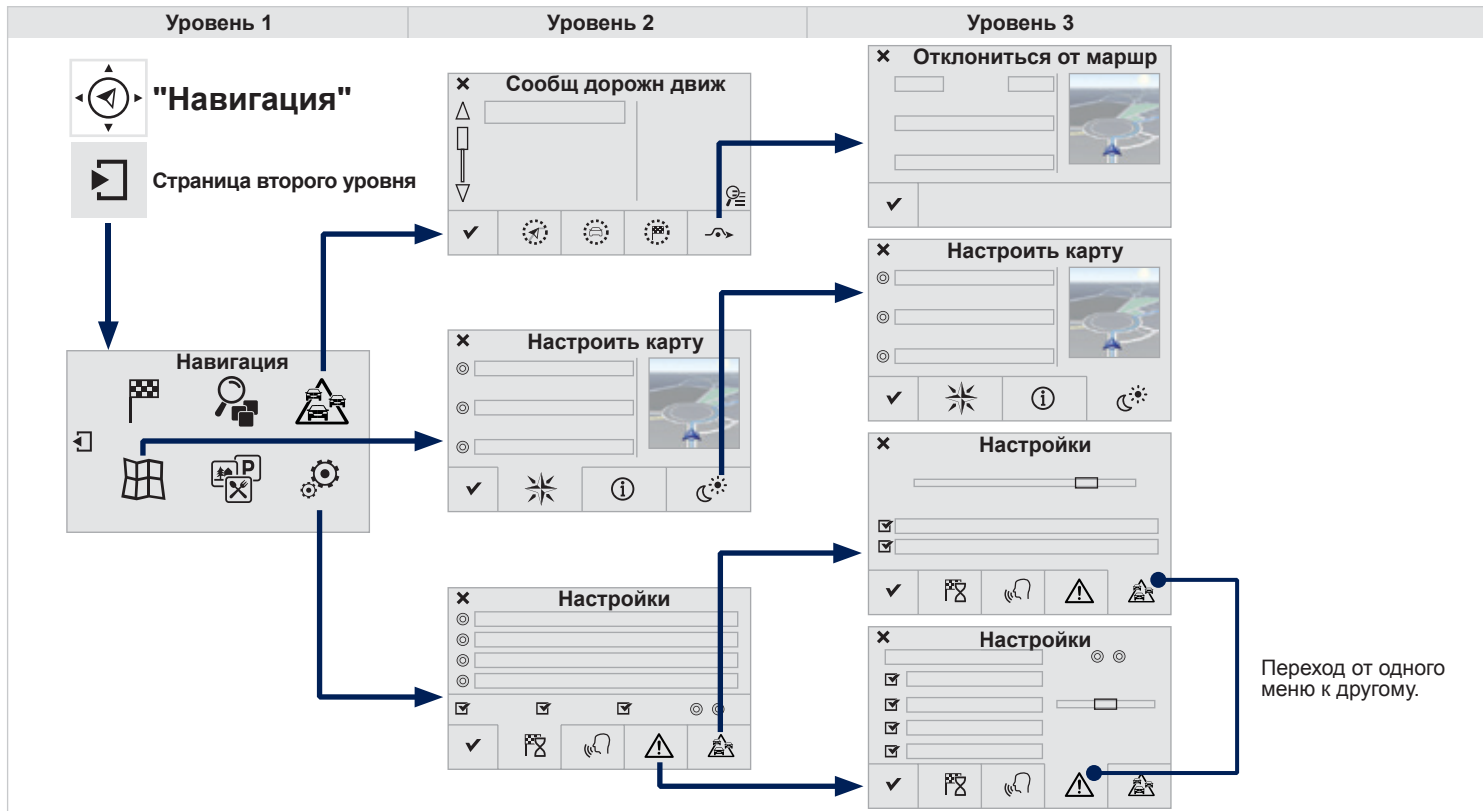 Уровень 1
Уровень 2
Уровень 3
"Навигация"
Страница второго уровня
Навигация
Сообщ дорожн движ
Настроить карту
Настройки
Отклониться от маршр
Настроить карту
Настройки
Настройки
Переход от одного
меню к другому.